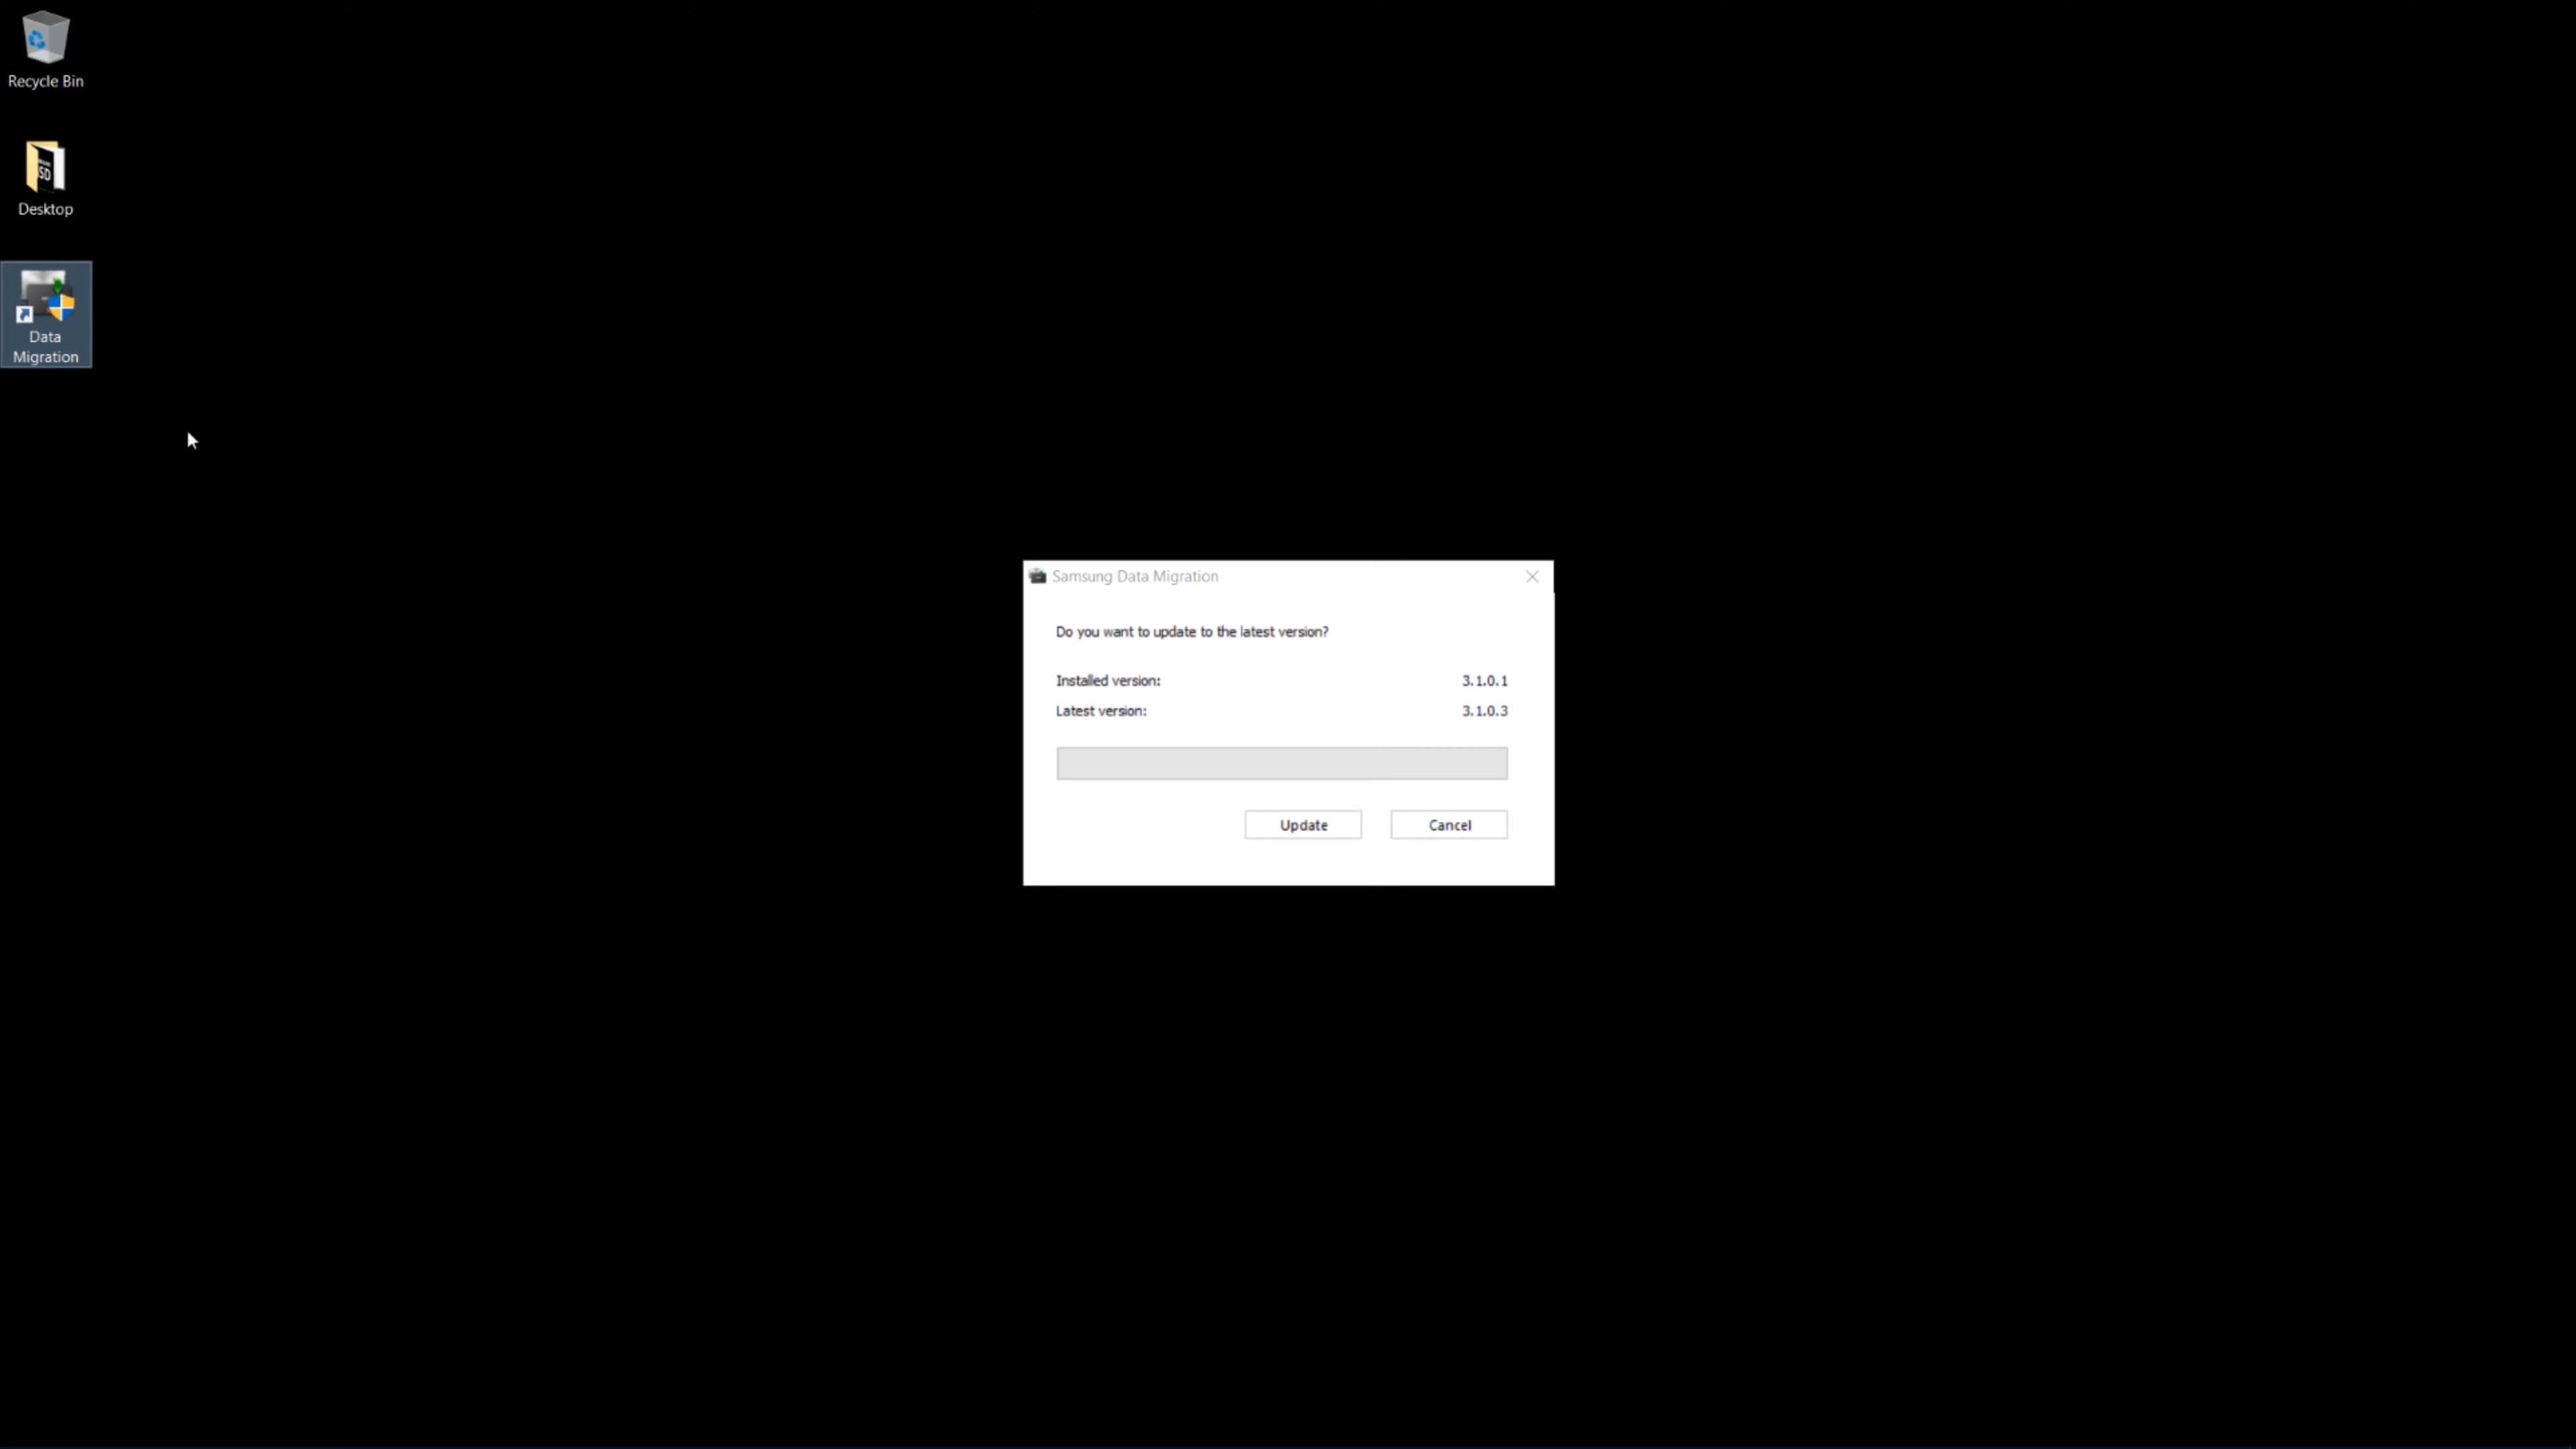 Recycle Bin
Desktop
Data
Migration
Samsung Data Migration
Do you want to update to the latest version?
Installed version: 3.1.0.1
Latest version: 3.1.0.3
Update Cancel